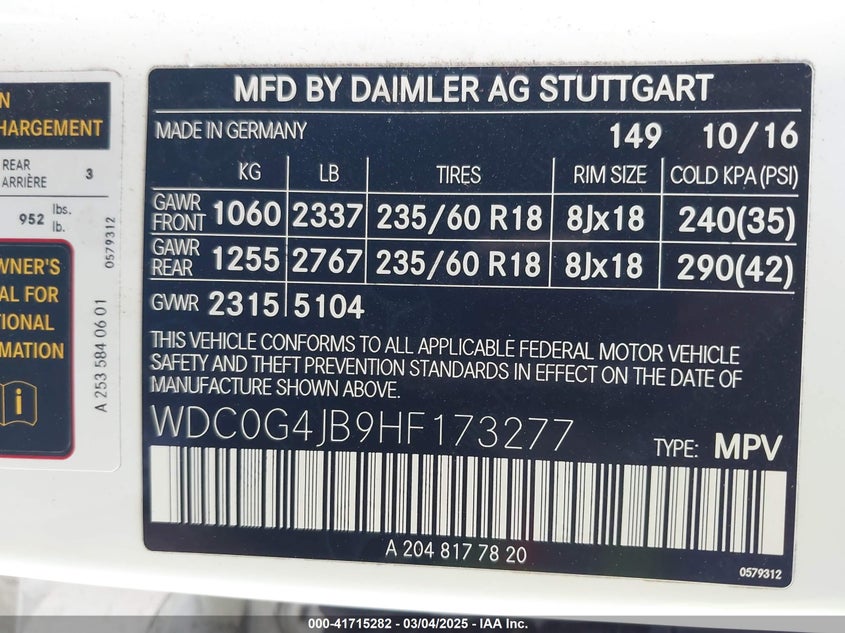 N
HARGEMENT
REAR
ARRIÈRE 3
952 lbs.
lb.
0579312
WNER'S
AL FOR
TIONAL
RMATION
A 253 584 06 01
MFD BY DAIMLER AG STUTTGART
MADE IN GERMANY 149 10/16
KG LB TIRES RIM SIZE COLD KPA (PSI)
GAWR FRONT 1060 2337 235/60 R18 8Jx18 240(35)
GAWR REAR 1255 2767 235/60 R18 8Jx18 290(42)
GVWR 2315 5104
THIS VEHICLE CONFORMS TO ALL APPLICABLE FEDERAL MOTOR VEHICLE
SAFETY AND THEFT PREVENTION STANDARDS IN EFFECT ON THE DATE OF
MANUFACTURE SHOWN ABOVE.
WDC0G4JB9HF173277
TYPE: MPV
A 204 817 78 20
0579312
000-41715282 - 03/04/2025 - IAA Inc.